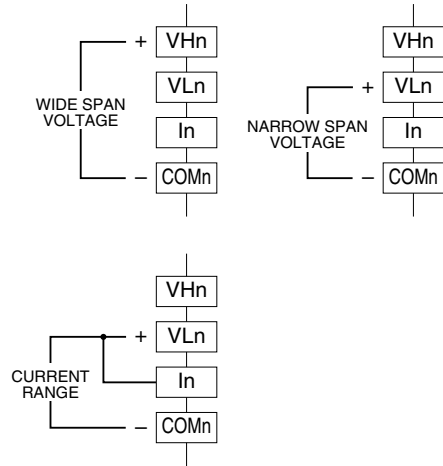 + VHn
VLn
WIDE SPAN
VOLTAGE
In
− COMn
VHn
+ VLn
NARROW SPAN
VOLTAGE
In
− COMn
VHn
+ VLn
CURRENT
RANGE
In
− COMn